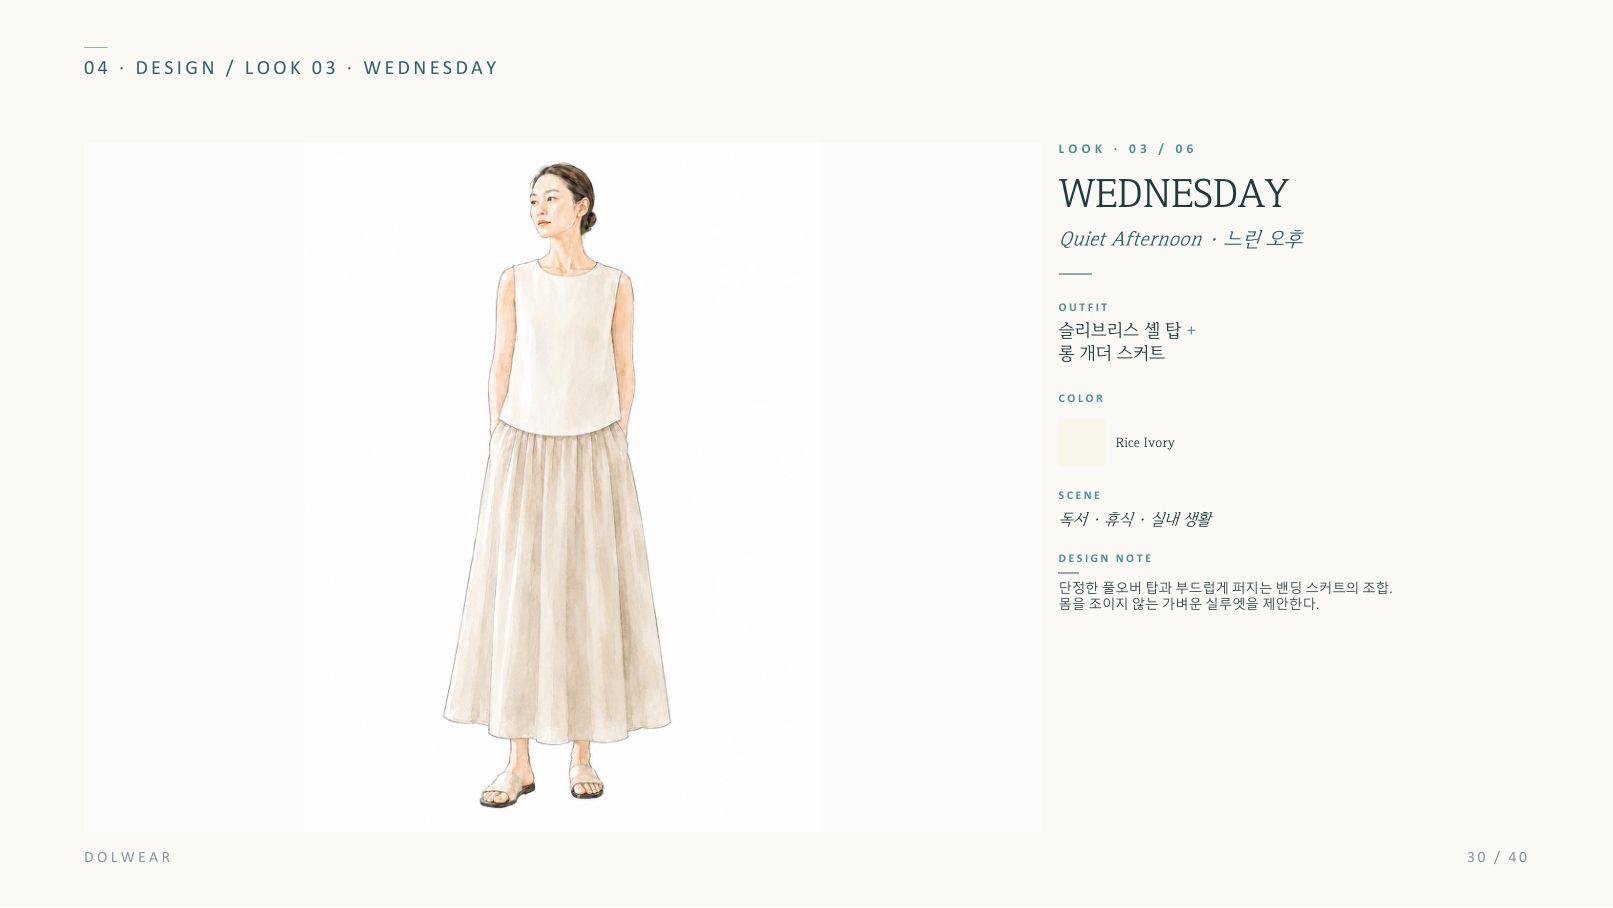 04 · DESIGN / LOOK 03 · WEDNESDAY
LOOK · 03 / 06
WEDNESDAY
Quiet Afternoon · 느린 오후
OUTFIT
슬리브리스 셸 탑 +
롱 개더 스커트
COLOR
Rice Ivory
SCENE
독서 · 휴식 · 실내 생활
DESIGN NOTE
단정한 풀오버 탑과 부드럽게 퍼지는 밴딩 스커트의 조합.
몸을 조이지 않는 가벼운 실루엣을 제안한다.
DOLWEAR
30 / 40